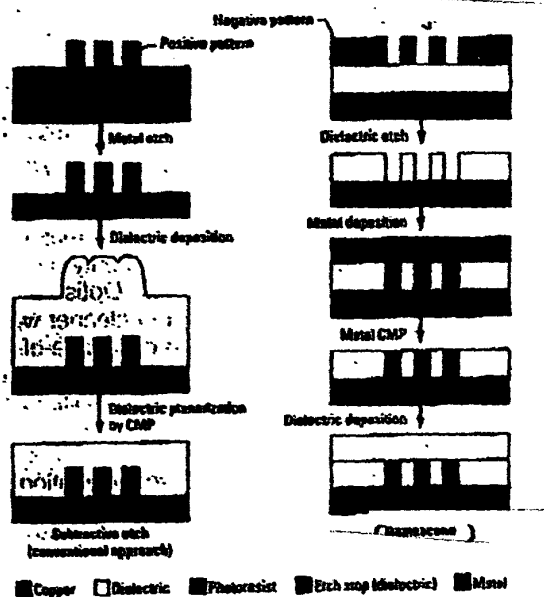 Negative pattern
Positive pattern
Metal etch
Dielectric etch
Dielectric deposition
Metal deposition
Metal CMP
Dielectric planarization
by CMP
Dielectric deposition
Subtractive etch
(conventional approach)
Damascene
Copper
Dielectric
Photoresist
Etch stop (dielectric)
Metal